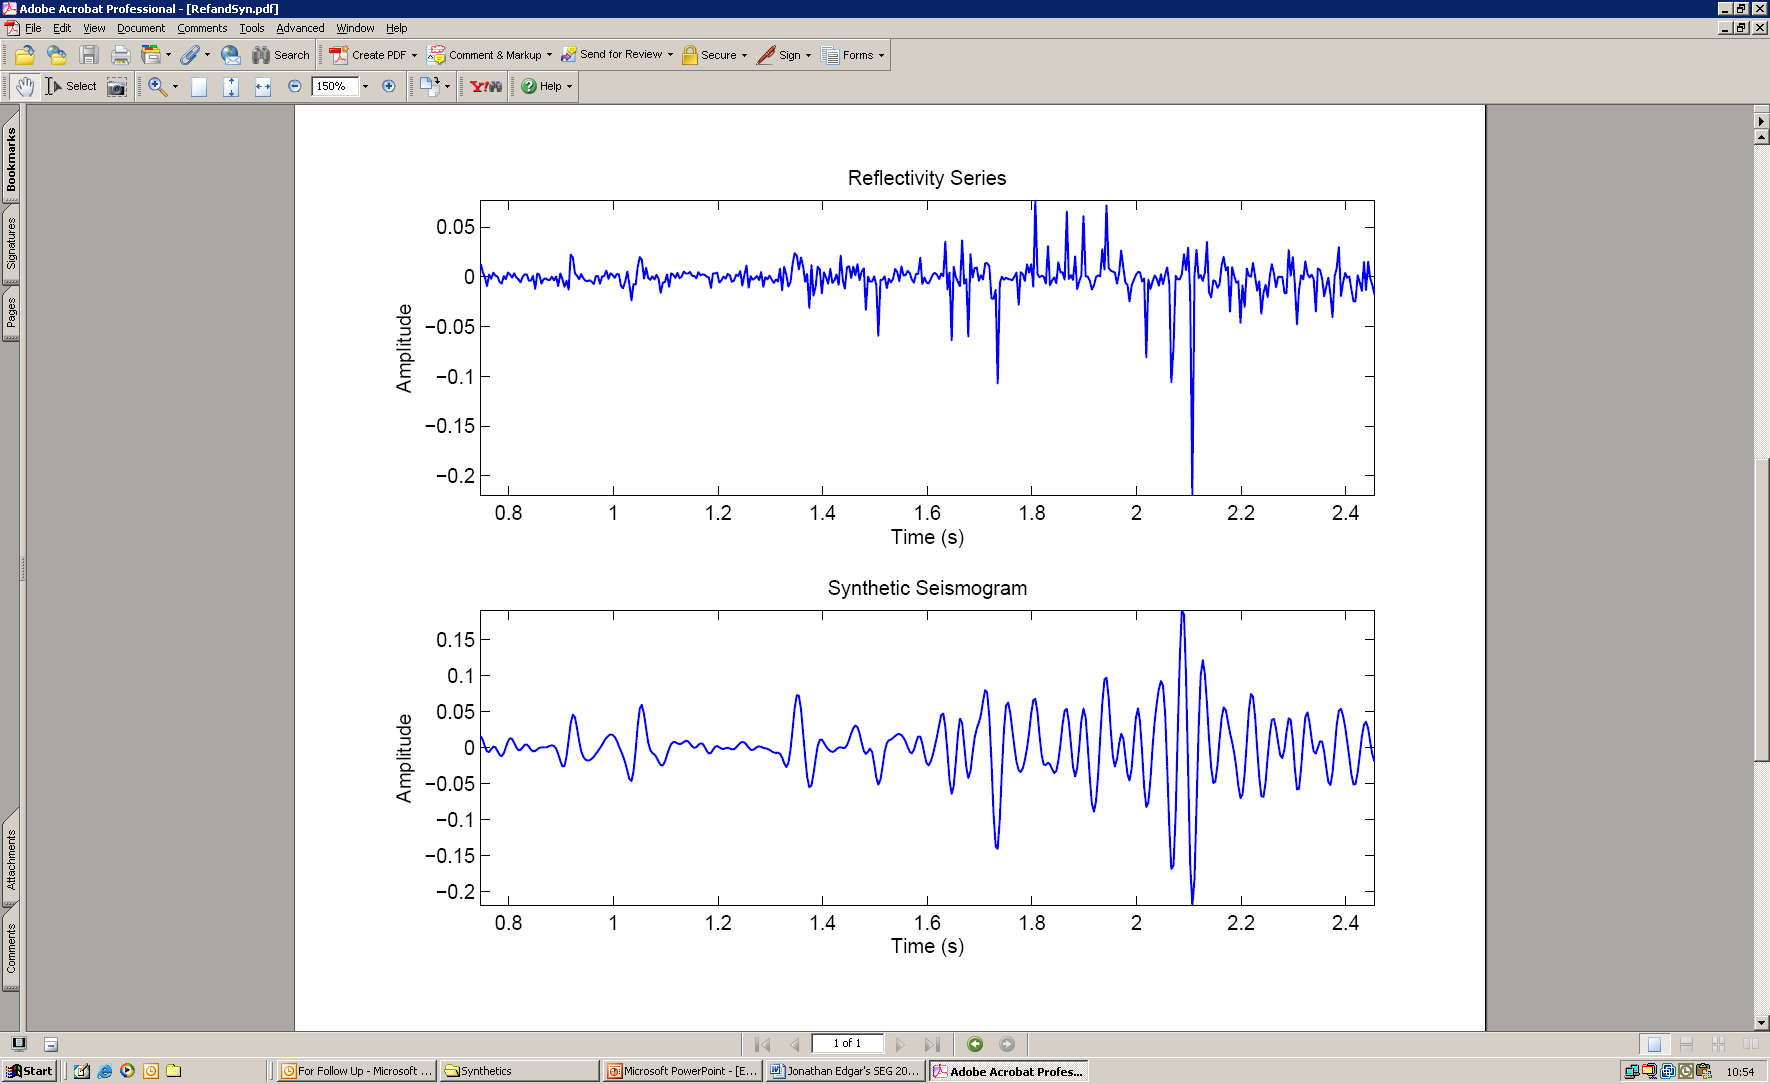 Adobe Acrobat Professional - [RefandSyn.pdf]
File Edit View Document Comments Tools Advanced Window Help
Search Create PDF Comment & Markup Send for Review Secure Sign Forms
Select 150% Y! Help
Bookmarks
Signatures
Pages
Attachments
Comments
Reflectivity Series
0.05
0
−0.05
−0.1
−0.15
−0.2
Amplitude
0.8 1 1.2 1.4 1.6 1.8 2 2.2 2.4
Time (s)
Synthetic Seismogram
0.15
0.1
0.05
0
−0.05
−0.1
−0.15
−0.2
Amplitude
0.8 1 1.2 1.4 1.6 1.8 2 2.2 2.4
Time (s)
1 of 1
Start For Follow Up - Microsoft ... Synthetics Microsoft PowerPoint - [E... Jonathan Edgar's SEG 20... Adobe Acrobat Profes... 10:54